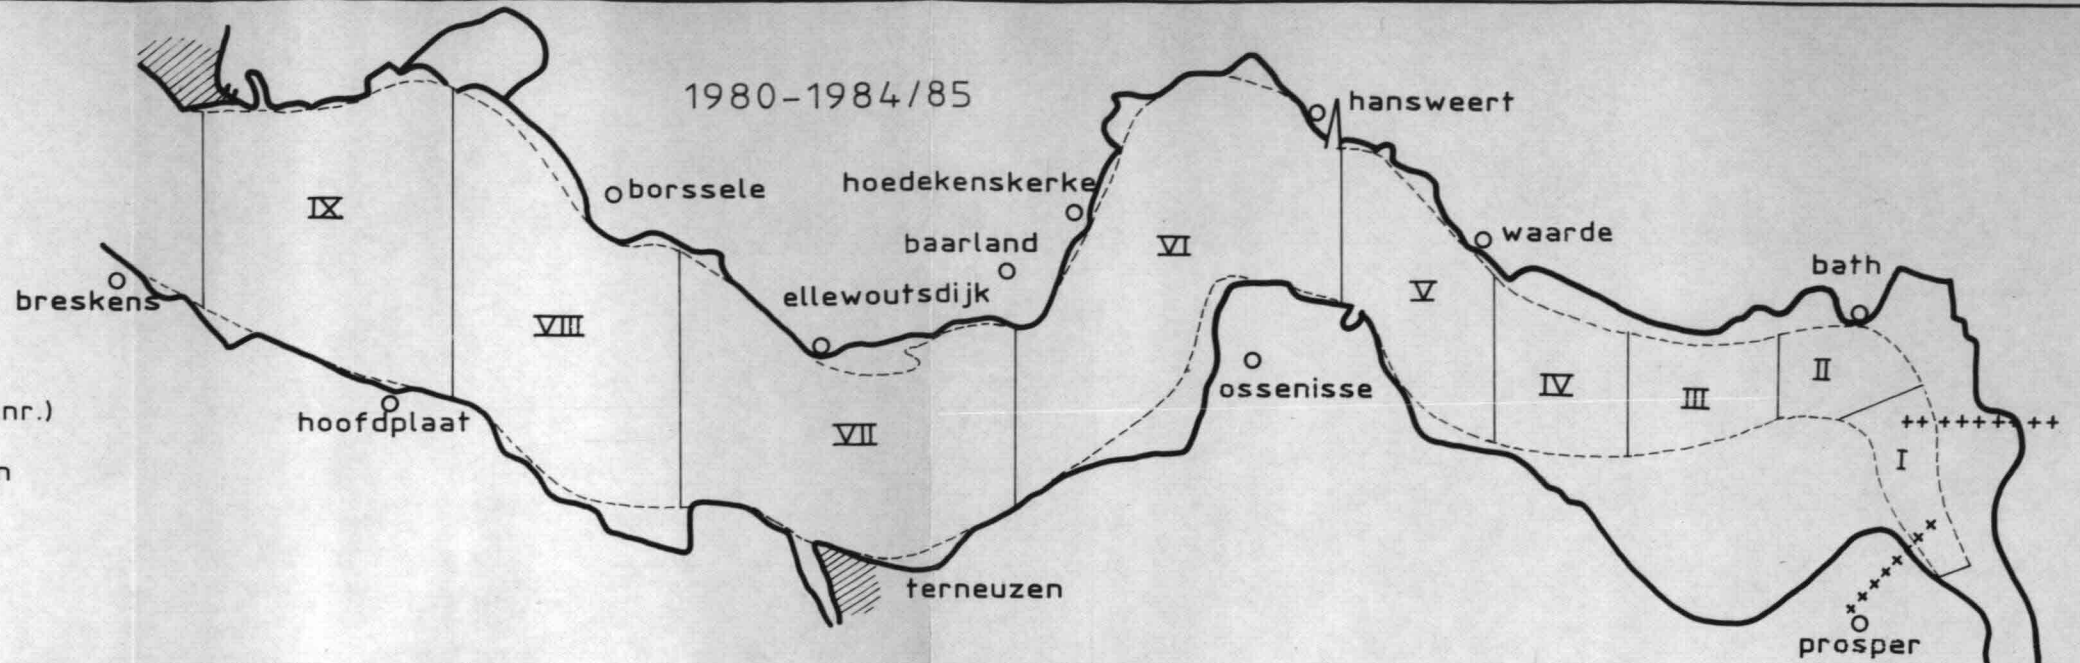 1980-1984/85
hansweert
hoedekenskerke
borssele
IX
waarde
baarland
VI
bath
ellewoutsdijk
breskens
V
VIII
ossenisse
IV
III
II
nr.)
hoofdplaat
VII
I
n
terneuzen
prosper